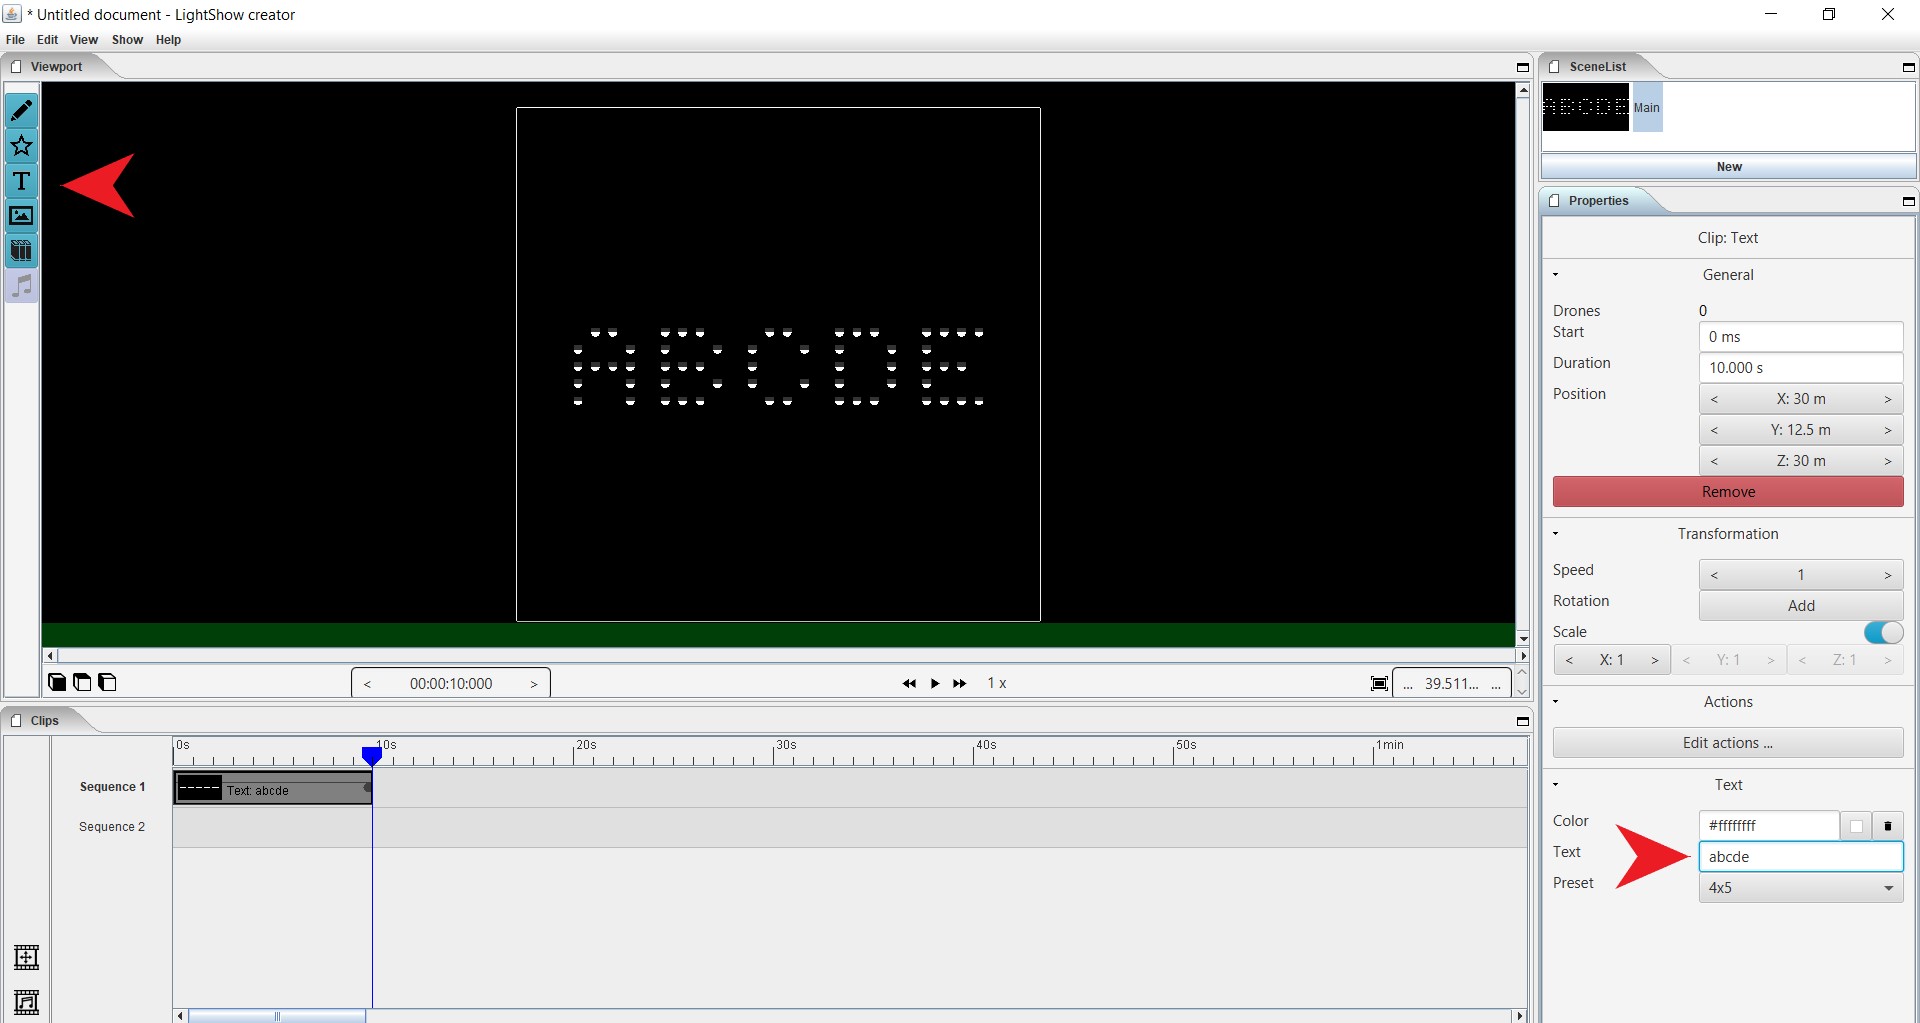 * Untitled document - LightShow creator
File Edit View Show Help
Viewport
T
ABCDE
00:00:10:000
1 x
... 39.511... ...
SceneList
ABCDE Main
New
Properties
Clip: Text
General
Drones 0
Start 0 ms
Duration 10.000 s
Position < X: 30 m >
< Y: 12.5 m >
< Z: 30 m >
Remove
Transformation
Speed < 1 >
Rotation Add
Scale
< X: 1 > < Y: 1 > < Z: 1 >
Actions
Edit actions ...
Text
Color #ffffffff
Text abcde
Preset 4x5
Clips
0s 10s 20s 30s 40s 50s 1min
Sequence 1 Text: abcde
Sequence 2